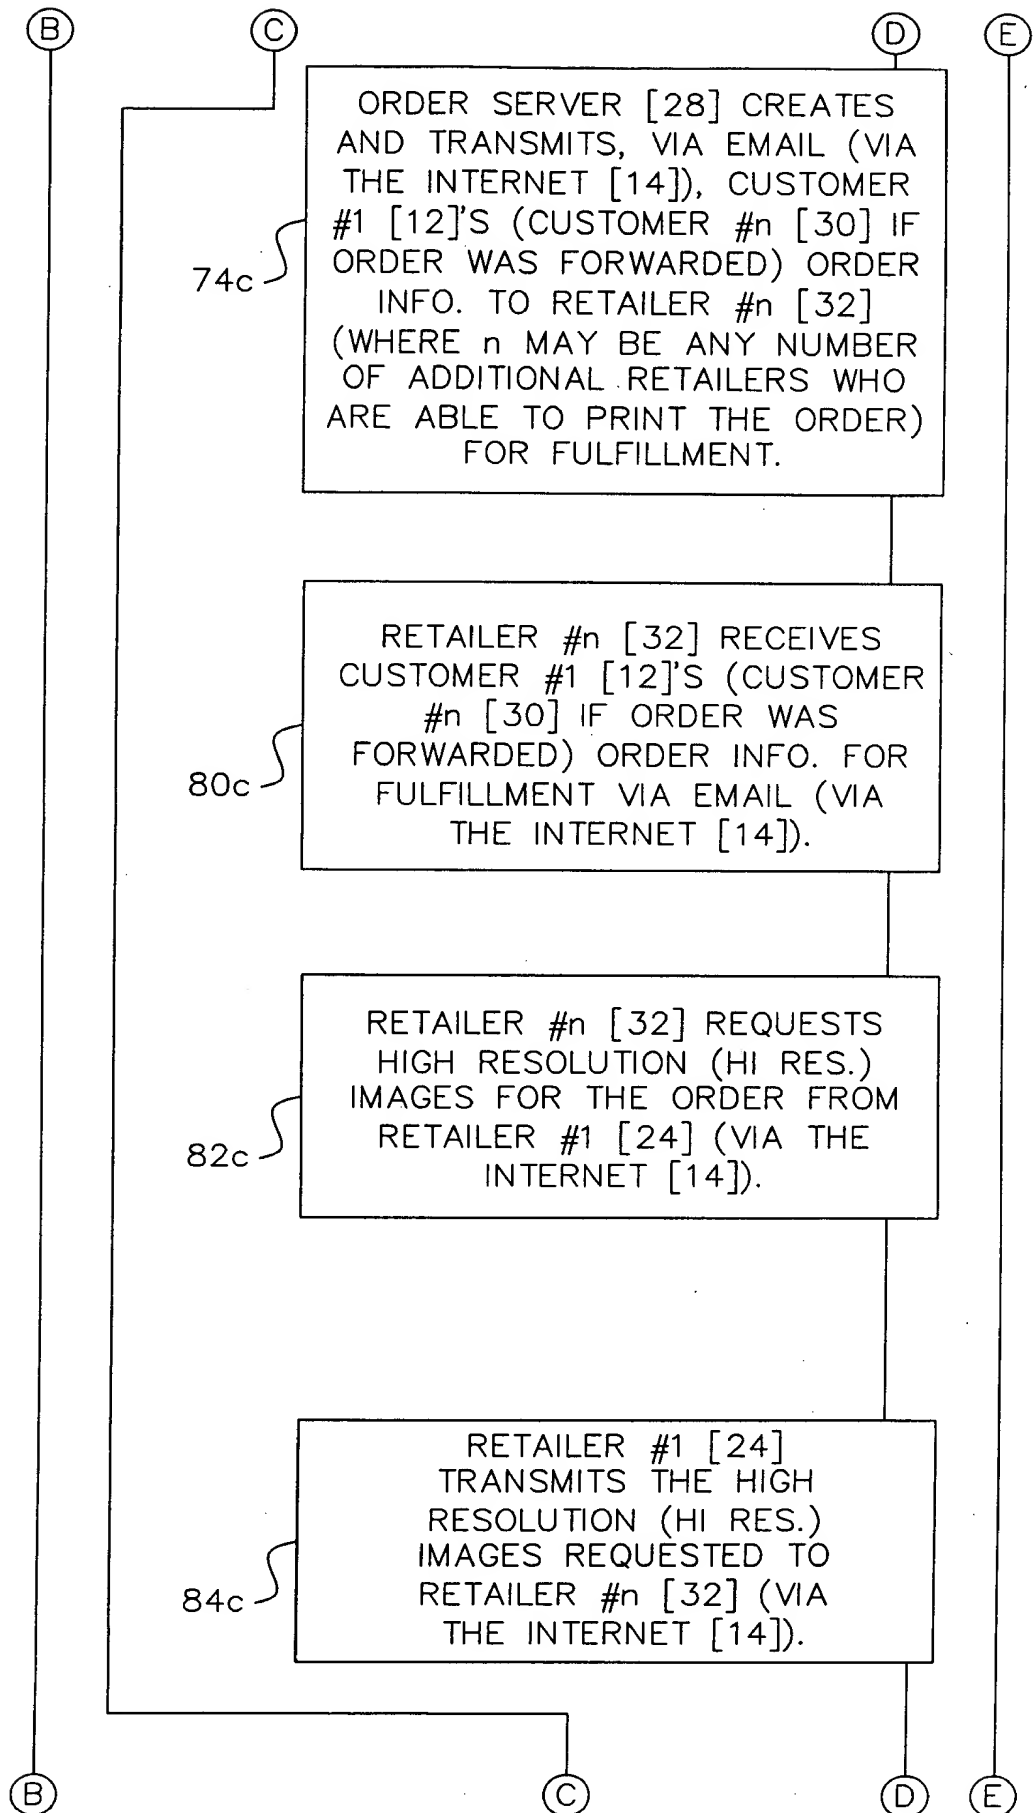 B C D E
ORDER SERVER [28] CREATES
AND TRANSMITS, VIA EMAIL (VIA
THE INTERNET [14]), CUSTOMER
#1 [12]'S (CUSTOMER #n [30] IF
ORDER WAS FORWARDED) ORDER
INFO. TO RETAILER #n [32]
(WHERE n MAY BE ANY NUMBER
OF ADDITIONAL RETAILERS WHO
ARE ABLE TO PRINT THE ORDER)
FOR FULFILLMENT.
74c
RETAILER #n [32] RECEIVES
CUSTOMER #1 [12]'S (CUSTOMER
#n [30] IF ORDER WAS
FORWARDED) ORDER INFO. FOR
FULFILLMENT VIA EMAIL (VIA
THE INTERNET [14]).
80c
RETAILER #n [32] REQUESTS
HIGH RESOLUTION (HI RES.)
IMAGES FOR THE ORDER FROM
RETAILER #1 [24] (VIA THE
INTERNET [14]).
82c
RETAILER #1 [24]
TRANSMITS THE HIGH
RESOLUTION (HI RES.)
IMAGES REQUESTED TO
RETAILER #n [32] (VIA
THE INTERNET [14]).
84c
B C D E